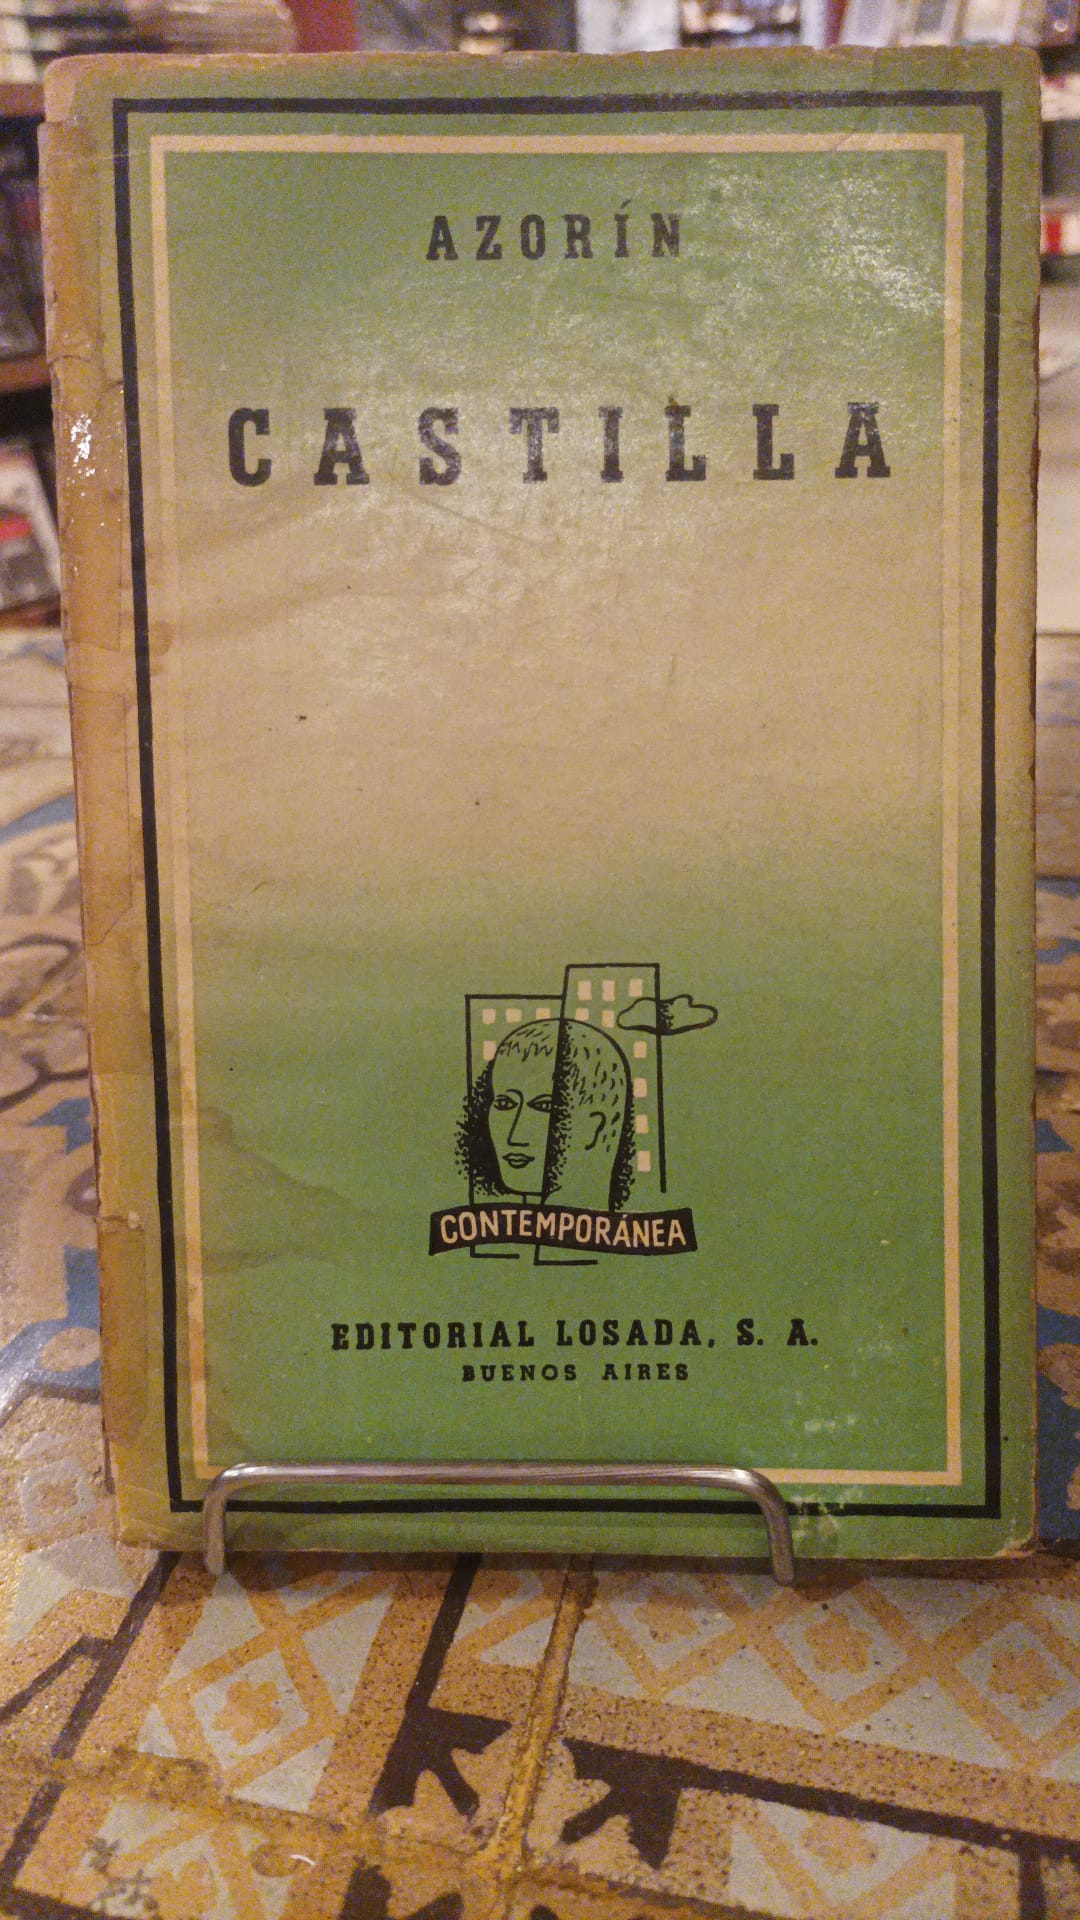 AZORÍN
CASTILLA
CONTEMPORÁNEA
EDITORIAL LOSADA, S. A.
BUENOS AIRES